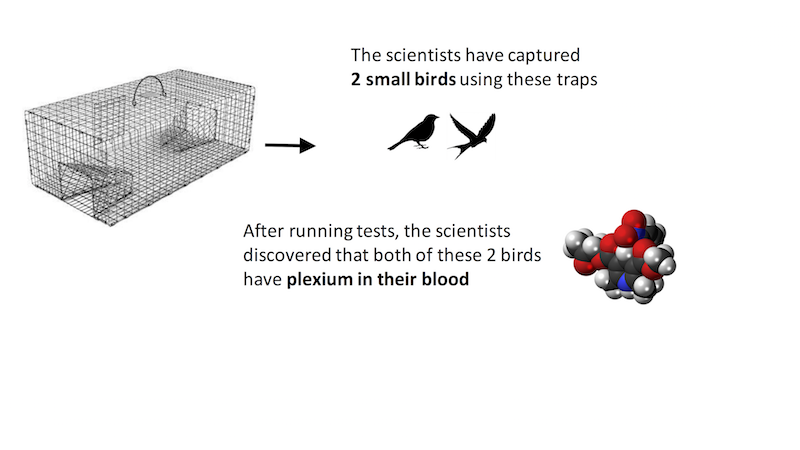 The scientists have captured
2 small birds using these traps
After running tests, the scientists
discovered that both of these 2 birds
have plexium in their blood